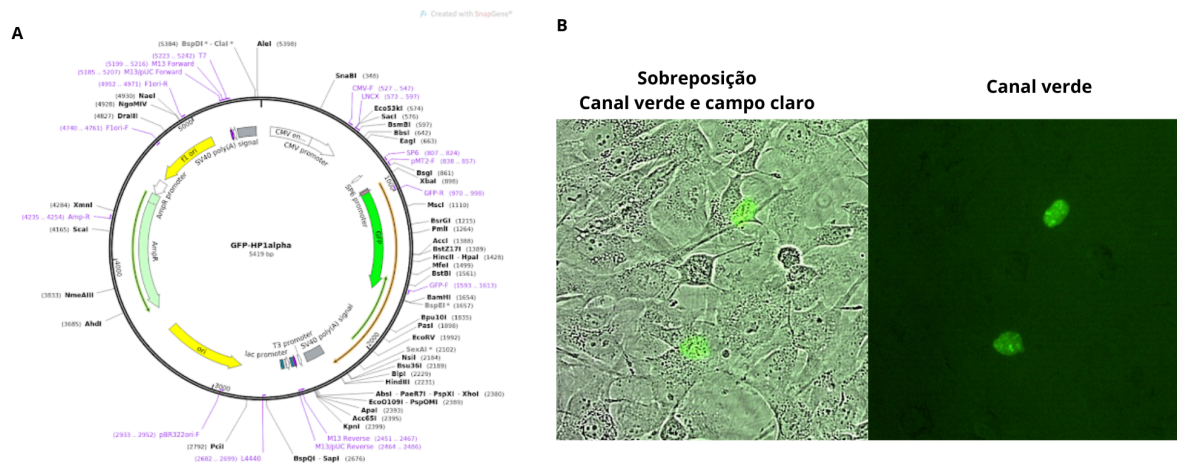 Created with SnapGene®
A
B
Sobreposição
Canal verde e campo claro
Canal verde
(5384) BspDI * - ClaI *
AleI (5398)
(5223 .. 5242) T7
(5199 .. 5216) M13 Forward
(5185 .. 5207) M13/pUC Forward
(4952 .. 4971) F1ori-R
(4930) NaeI
(4928) NgoMIV
(4827) DraIII
(4740 .. 4761) F1ori-F
SnaBI (348)
CMV-F (527 .. 547)
LNCX (573 .. 597)
Eco53kI (574)
SacI (576)
BsmBI (597)
BbsI (642)
EagI (663)
SP6 (807 .. 824)
pMT2-F (838 .. 857)
BsgI (861)
XbaI (898)
GFP-R (970 .. 998)
MscI (1110)
BsrGI (1215)
PmlI (1264)
AccI (1388)
BstZ17I (1389)
HincII - HpaI (1428)
MfeI (1499)
BstBI (1561)
GFP-F (1593 .. 1613)
BamHI (1654)
BspEI * (1657)
Bpu10I (1835)
PasI (1898)
EcoRV (1992)
SexAI * (2102)
NsiI (2184)
Bsu36I (2189)
BlpI (2229)
HindIII (2231)
AbsI - PaeR7I - PspXI - XhoI (2380)
EcoO109I - PspOMI (2389)
ApaI (2393)
Acc65I (2395)
KpnI (2399)
M13 Reverse (2451 .. 2467)
M13/pUC Reverse (2464 .. 2486)
BspQI - SapI (2676)
(2682 .. 2699) L4440
(2792) PciI
(2933 .. 2952) pBR322ori-F
(3685) AhdI
(3833) NmeAIII
(4165) ScaI
(4235 .. 4254) Amp-R
(4284) XmnI
5000
1000
2000
3000
4000
f1 ori
SV40 poly(A) signal
CMV en...
CMV promoter
SP6 promoter
GFP
SV40 poly(A) signal
T3 promoter
lac promoter
ori
AmpR
AmpR promoter
GFP-HP1alpha
5419 bp